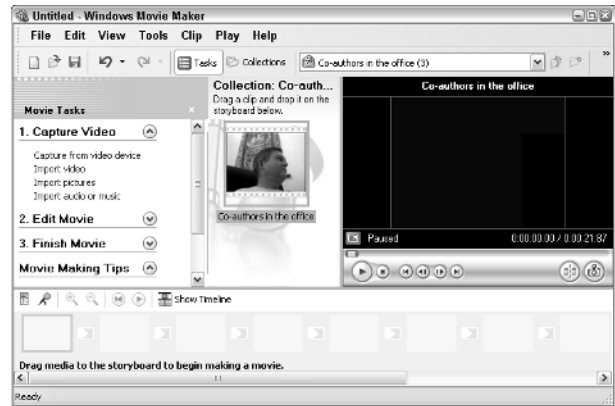 Untitled - Windows Movie Maker
File Edit View Tools Clip Play Help
Tasks Collections Co-authors in the office (3)
Movie Tasks
1. Capture Video
Capture from video device
Import video
Import pictures
Import audio or music
2. Edit Movie
3. Finish Movie
Movie Making Tips
Collection: Co-auth...
Drag a clip and drop it on the
storyboard below.
Co-authors in the office
Co-authors in the office
Paused 0:00:00.00 / 0:00:21.87
Show Timeline
Drag media to the storyboard to begin making a movie.
Ready